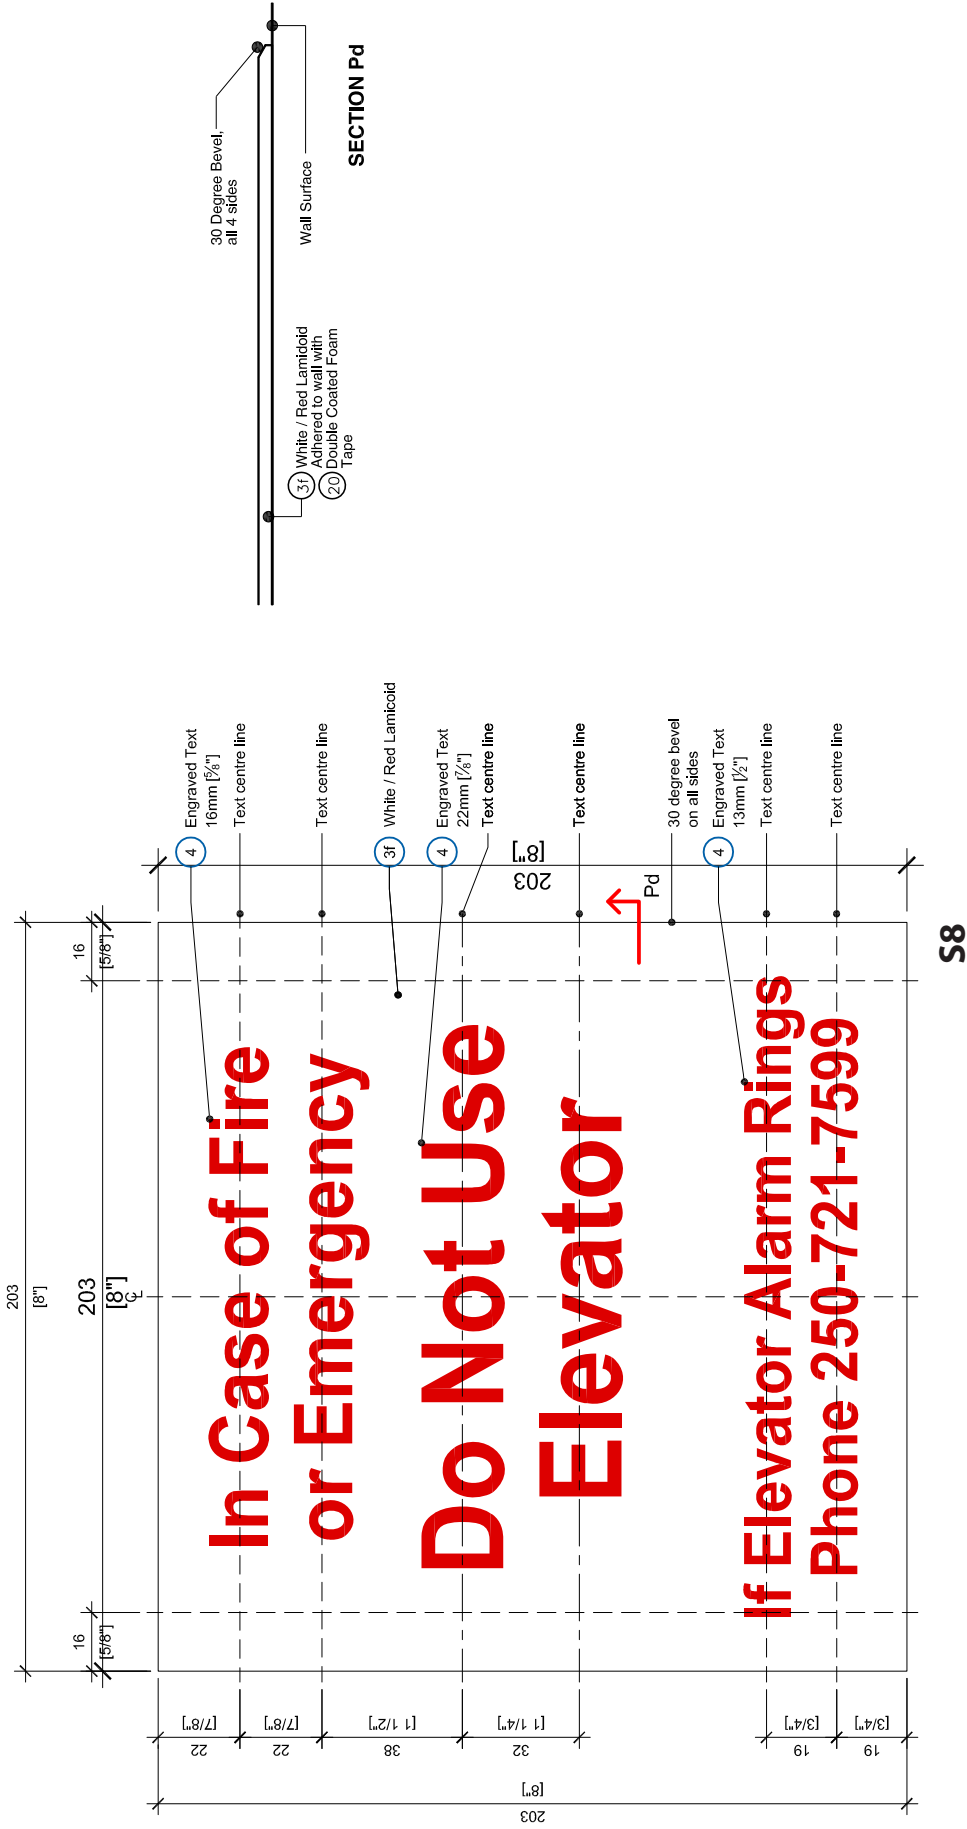 203
[8"]
16
[5/8"]
203
[8"]
CL
16
[5/8"]
In Case of Fire
or Emergency
Do Not Use
Elevator
If Elevator Alarm Rings
Phone 250-721-7599
4
Engraved Text
16mm [5/8"]
Text centre line
Text centre line
3f
White / Red Lamicoid
4
Engraved Text
22mm [7/8"]
Text centre line
Text centre line
30 degree bevel
on all sides
4
Engraved Text
13mm [1/2"]
Text centre line
Text centre line
203
[8"]
Pd
22
[7/8"]
22
[7/8"]
38
[1 1/2"]
32
[1 1/4"]
19
[3/4"]
19
[3/4"]
203
[8"]
S8
30 Degree Bevel,
all 4 sides
Wall Surface
3f
White / Red Lamidoid
Adhered to wall with
20
Double Coated Foam
Tape
SECTION Pd